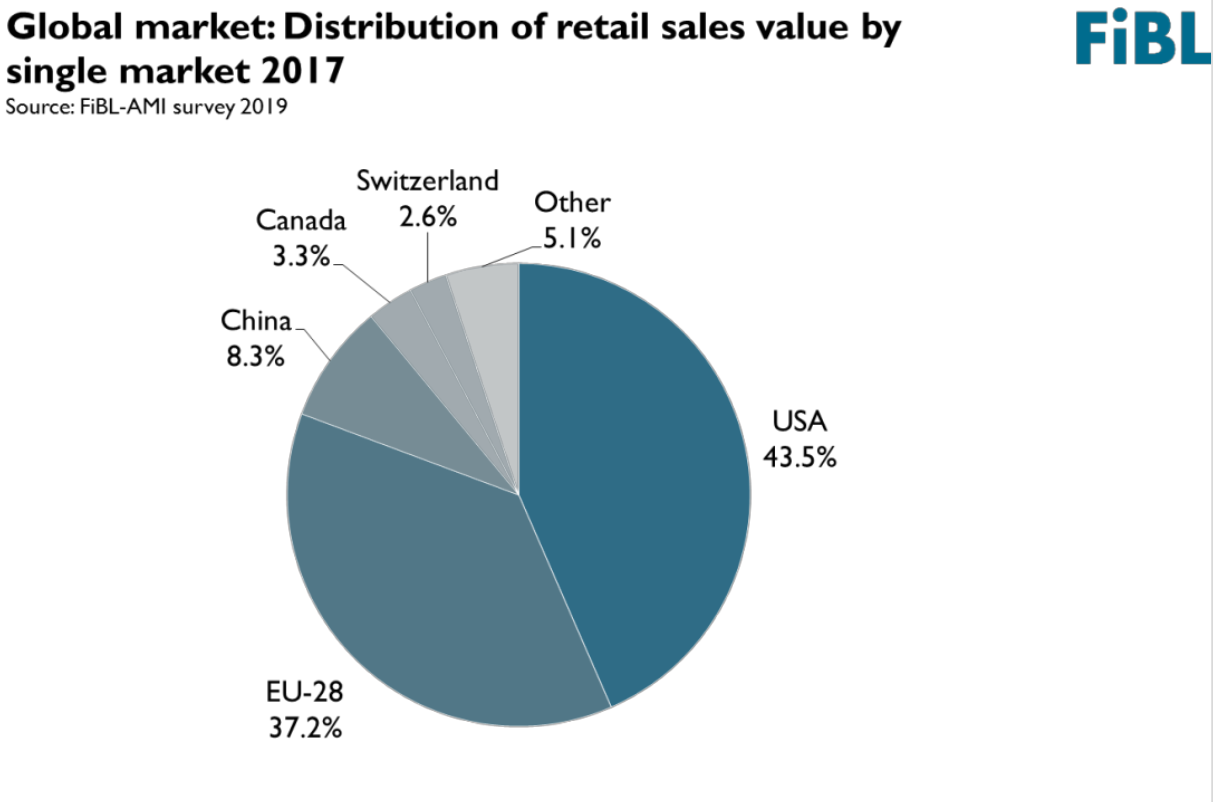 Global market: Distribution of retail sales value by
single market 2017
Source: FiBL-AMI survey 2019
FiBL
Switzerland
2.6%
Other
5.1%
Canada
3.3%
China
8.3%
USA
43.5%
EU-28
37.2%